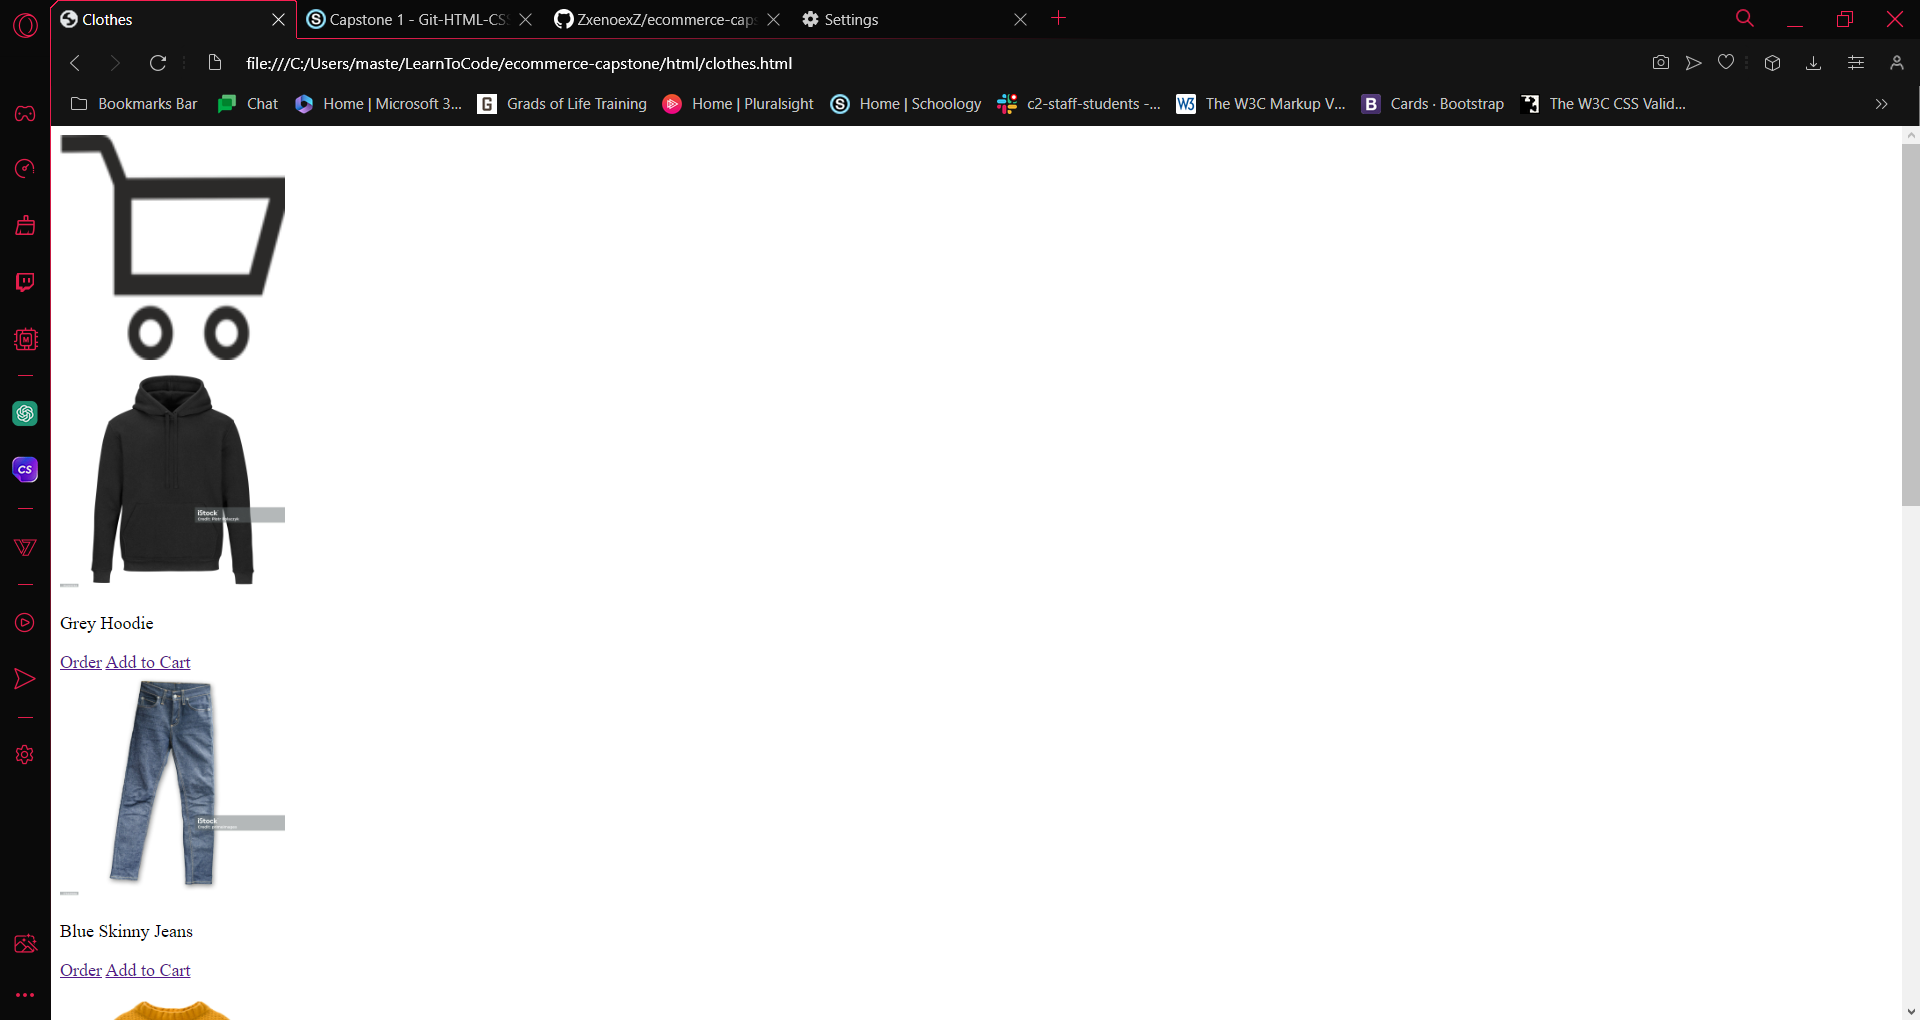 Clothes
Capstone 1 - Git-HTML-CS
ZxenoexZ/ecommerce-cap
Settings
file:///C:/Users/maste/LearnToCode/ecommerce-capstone/html/clothes.html
Bookmarks Bar
Chat
Home | Microsoft 3...
G
Grads of Life Training
Home | Pluralsight
S
Home | Schoology
c2-staff-students -...
W3
The W3C Markup V...
B
Cards · Bootstrap
The W3C CSS Valid...
M
CS
iStock
Grey Hoodie
Order Add to Cart
iStock
Blue Skinny Jeans
Order Add to Cart